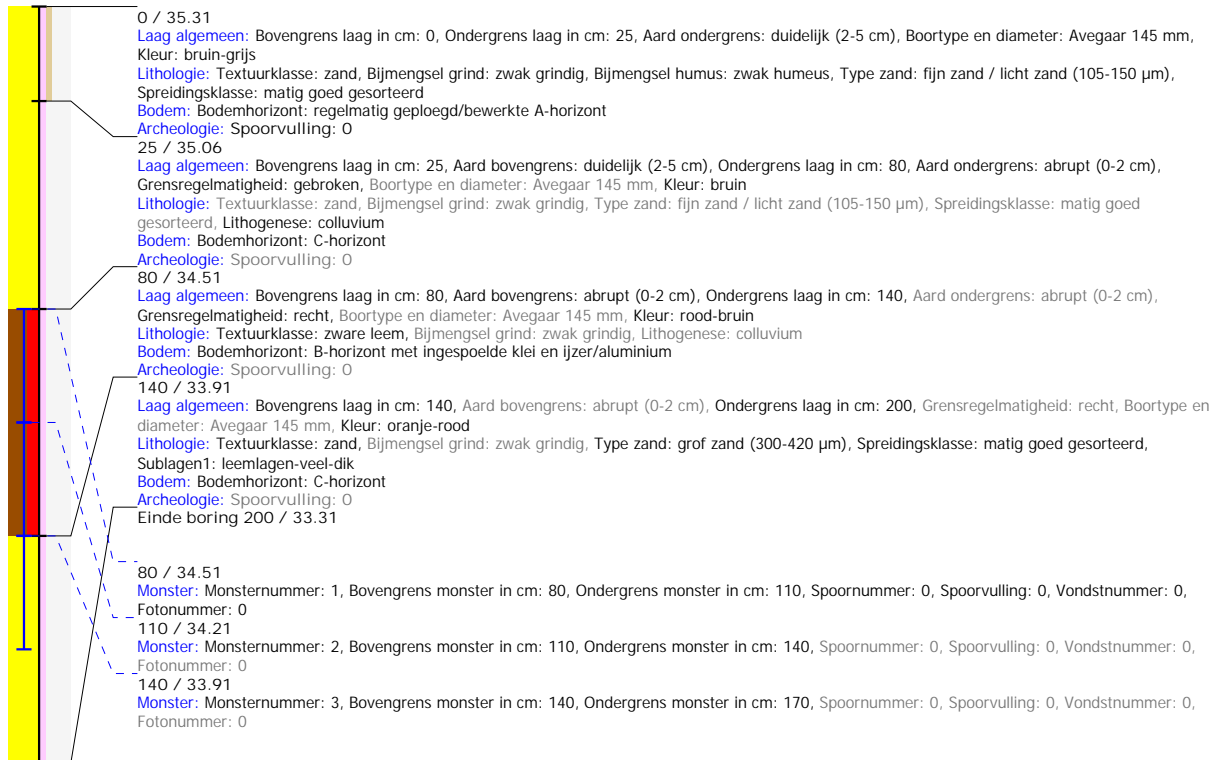 0 / 35.31
Laag algemeen: Bovengrens laag in cm: 0, Ondergrens laag in cm: 25, Aard ondergrens: duidelijk (2-5 cm), Boortype en diameter: Avegaar 145 mm,
Kleur: bruin-grijs
Lithologie: Textuurklasse: zand, Bijmengsel grind: zwak grindig, Bijmengsel humus: zwak humeus, Type zand: fijn zand / licht zand (105-150 µm),
Spreidingsklasse: matig goed gesorteerd
Bodem: Bodemhorizont: regelmatig geploegd/bewerkte A-horizont
Archeologie: Spoorvulling: 0
25 / 35.06
Laag algemeen: Bovengrens laag in cm: 25, Aard bovengrens: duidelijk (2-5 cm), Ondergrens laag in cm: 80, Aard ondergrens: abrupt (0-2 cm),
Grensregelmatigheid: gebroken, Boortype en diameter: Avegaar 145 mm, Kleur: bruin
Lithologie: Textuurklasse: zand, Bijmengsel grind: zwak grindig, Type zand: fijn zand / licht zand (105-150 µm), Spreidingsklasse: matig goed
gesorteerd, Lithogenese: colluvium
Bodem: Bodemhorizont: C-horizont
Archeologie: Spoorvulling: 0
80 / 34.51
Laag algemeen: Bovengrens laag in cm: 80, Aard bovengrens: abrupt (0-2 cm), Ondergrens laag in cm: 140, Aard ondergrens: abrupt (0-2 cm),
Grensregelmatigheid: recht, Boortype en diameter: Avegaar 145 mm, Kleur: rood-bruin
Lithologie: Textuurklasse: zware leem, Bijmengsel grind: zwak grindig, Lithogenese: colluvium
Bodem: Bodemhorizont: B-horizont met ingespoelde klei en ijzer/aluminium
Archeologie: Spoorvulling: 0
140 / 33.91
Laag algemeen: Bovengrens laag in cm: 140, Aard bovengrens: abrupt (0-2 cm), Ondergrens laag in cm: 200, Grensregelmatigheid: recht, Boortype en
diameter: Avegaar 145 mm, Kleur: oranje-rood
Lithologie: Textuurklasse: zand, Bijmengsel grind: zwak grindig, Type zand: grof zand (300-420 µm), Spreidingsklasse: matig goed gesorteerd,
Sublagen1: leemlagen-veel-dik
Bodem: Bodemhorizont: C-horizont
Archeologie: Spoorvulling: 0
Einde boring 200 / 33.31
80 / 34.51
Monster: Monsternummer: 1, Bovengrens monster in cm: 80, Ondergrens monster in cm: 110, Spoornummer: 0, Spoorvulling: 0, Vondstnummer: 0,
Fotonummer: 0
110 / 34.21
Monster: Monsternummer: 2, Bovengrens monster in cm: 110, Ondergrens monster in cm: 140, Spoornummer: 0, Spoorvulling: 0, Vondstnummer: 0,
Fotonummer: 0
140 / 33.91
Monster: Monsternummer: 3, Bovengrens monster in cm: 140, Ondergrens monster in cm: 170, Spoornummer: 0, Spoorvulling: 0, Vondstnummer: 0,
Fotonummer: 0